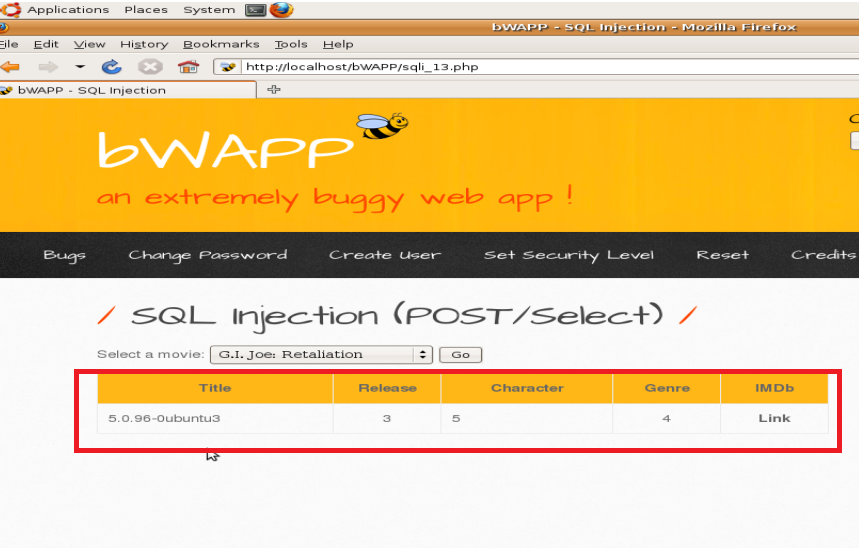 Applications Places System
bWAPP - SQL Injection - Mozilla Firefox
File Edit View History Bookmarks Tools Help
http://localhost/bWAPP/sqli_13.php
bWAPP - SQL Injection
bWAPP
an extremely buggy web app !
Bugs Change Password Create User Set Security Level Reset Credits
/ SQL Injection (POST/Select) /
Select a movie: G.I. Joe: Retaliation Go
Title Release Character Genre IMDb
5.0.96-0ubuntu3 3 5 4 Link